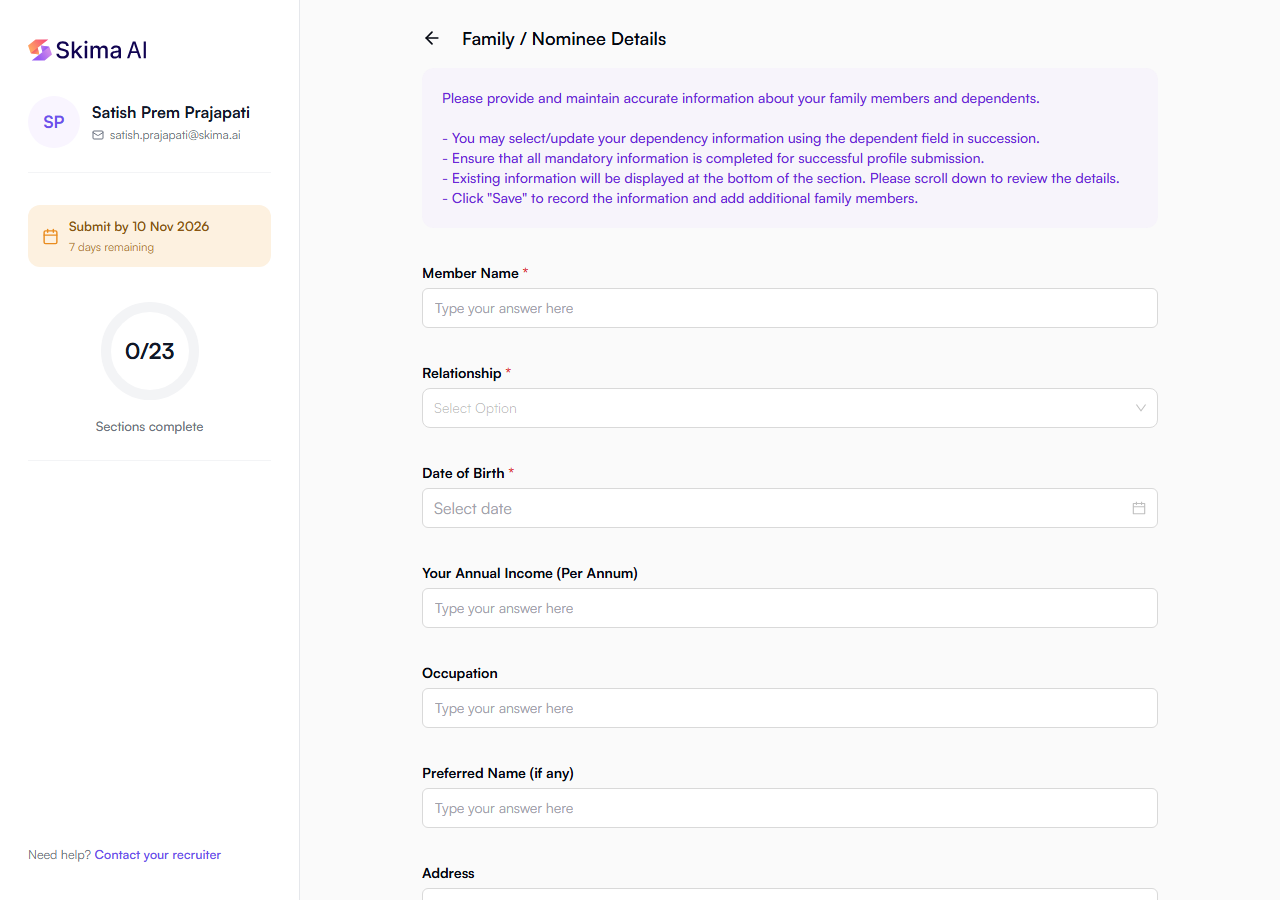 Skima AI
SP
Satish Prem Prajapati
satish.prajapati@skima.ai
Submit by 10 Nov 2026
7 days remaining
0/23
Sections complete
Need help? Contact your recruiter
Family / Nominee Details
Please provide and maintain accurate information about your family members and dependents.
- You may select/update your dependency information using the dependent field in succession.
- Ensure that all mandatory information is completed for successful profile submission.
- Existing information will be displayed at the bottom of the section. Please scroll down to review the details.
- Click "Save" to record the information and add additional family members.
Member Name *
Type your answer here
Relationship *
Select Option
Date of Birth *
Select date
Your Annual Income (Per Annum)
Type your answer here
Occupation
Type your answer here
Preferred Name (if any)
Type your answer here
Address